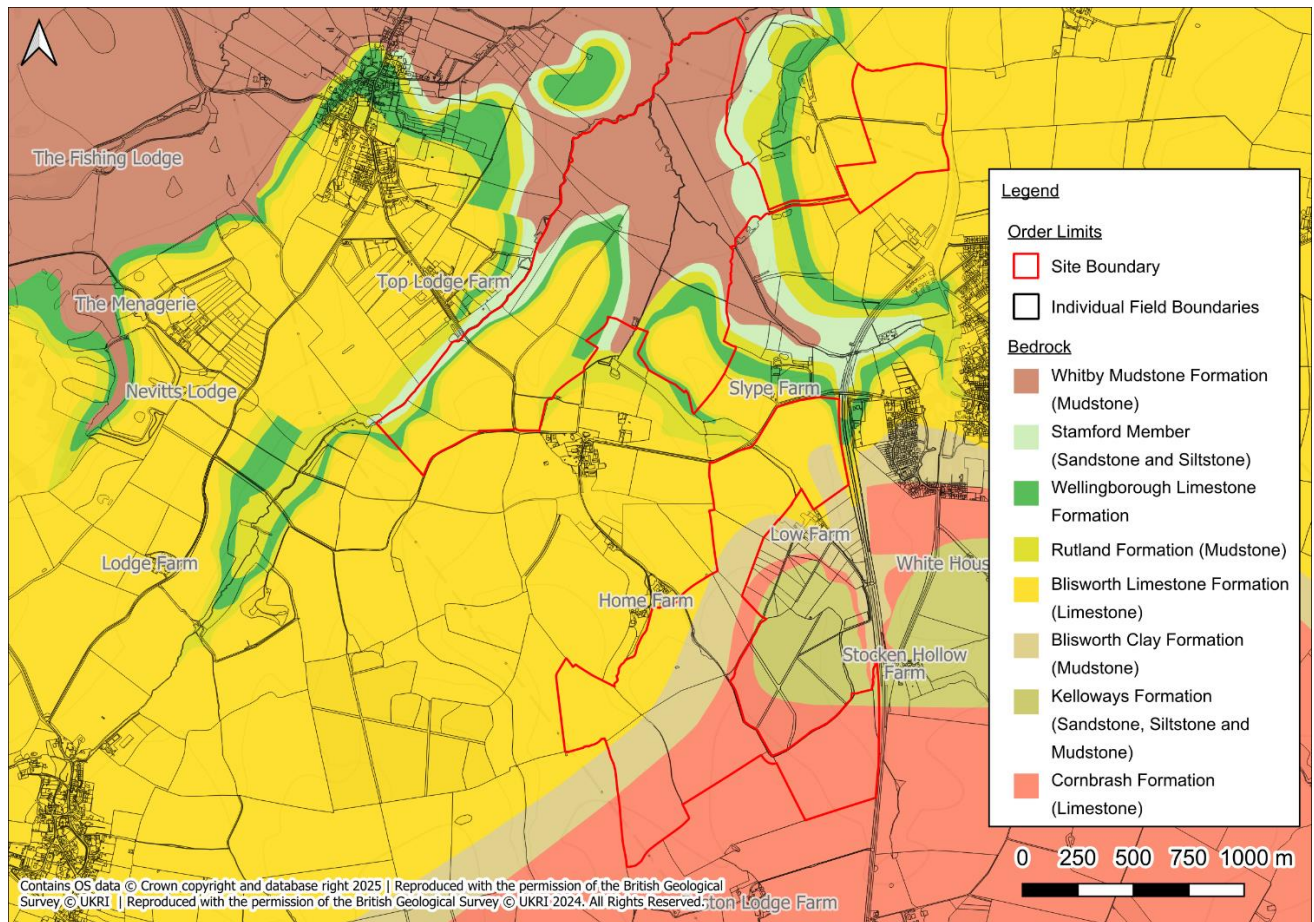 The Fishing Lodge
The Menagerie
Top Lodge Farm
Nevitts Lodge
Slype Farm
Lodge Farm
Low Farm
White Hous
Home Farm
Stocken Hollow
Farm
Legend
Order Limits
Site Boundary
Individual Field Boundaries
Bedrock
Whitby Mudstone Formation
(Mudstone)
Stamford Member
(Sandstone and Siltstone)
Wellingborough Limestone
Formation
Rutland Formation (Mudstone)
Blisworth Limestone Formation
(Limestone)
Blisworth Clay Formation
(Mudstone)
Kelloways Formation
(Sandstone, Siltstone and
Mudstone)
Cornbrash Formation
(Limestone)
0 250 500 750 1000 m
Contains OS data © Crown copyright and database right 2025 | Reproduced with the permission of the British Geological
Survey © UKRI | Reproduced with the permission of the British Geological Survey © UKRI 2024. All Rights Reserved.
ton Lodge Farm